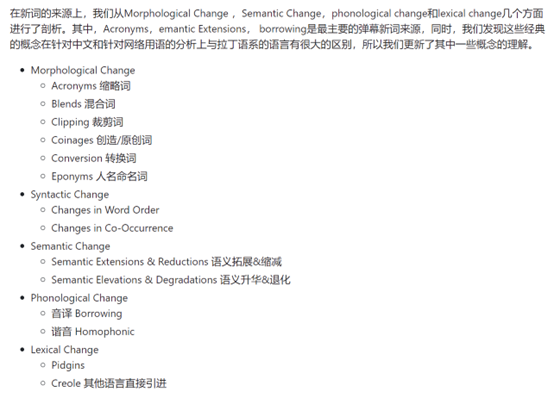 在新词的来源上，我们从Morphological Change ，Semantic Change，phonological change和lexical change几个方面
进行了剖析。其中，Acronyms，emantic Extensions， borrowing是最主要的弹幕新词来源，同时，我们发现这些经典
的概念在针对中文和针对网络用语的分析上与拉丁语系的语言有很大的区别，所以我们更新了其中一些概念的理解。
Morphological Change
Acronyms 缩略词
Blends 混合词
Clipping 裁剪词
Coinages 创造/原创词
Conversion 转换词
Eponyms 人名命名词
Syntactic Change
Changes in Word Order
Changes in Co-Occurrence
Semantic Change
Semantic Extensions & Reductions 语义拓展&缩减
Semantic Elevations & Degradations 语义升华&退化
Phonological Change
音译 Borrowing
谐音 Homophonic
Lexical Change
Pidgins
Creole 其他语言直接引进